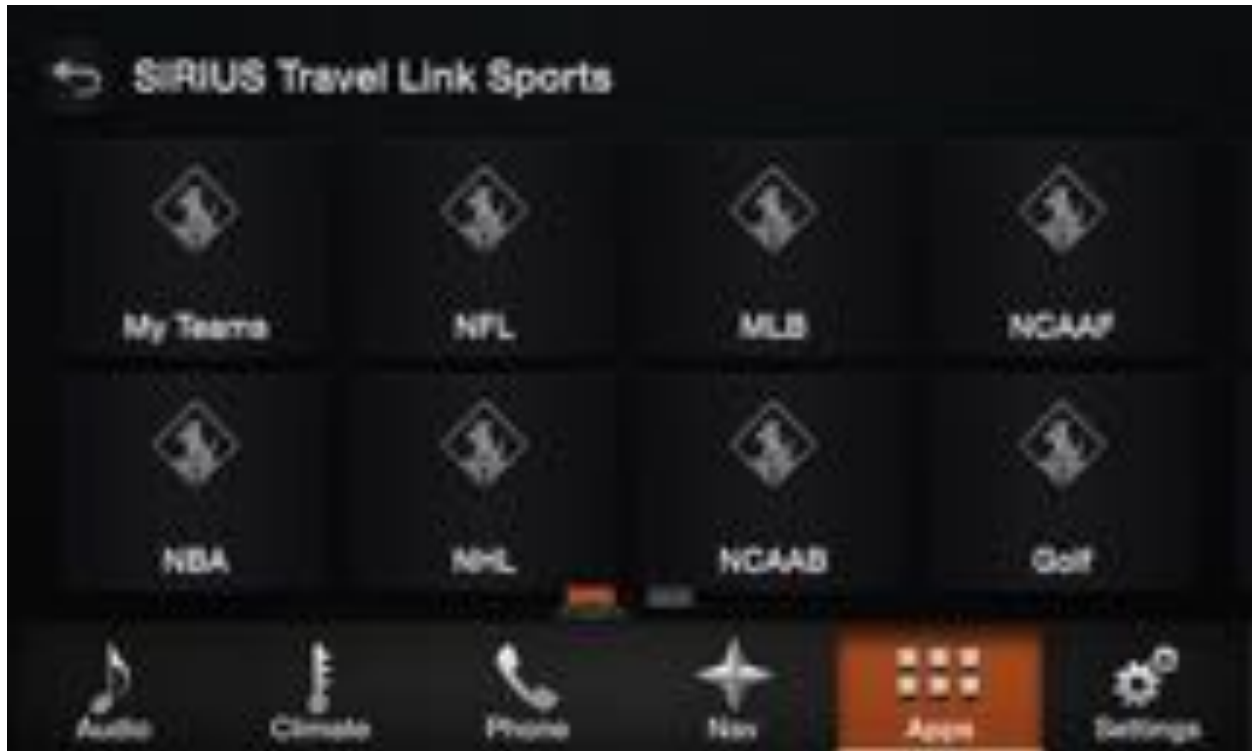 SIRIUS Travel Link Sports
My Teams NFL MLB NCAAF
NBA NHL NCAAB Golf
Audio Climate Phone Nav Apps Settings